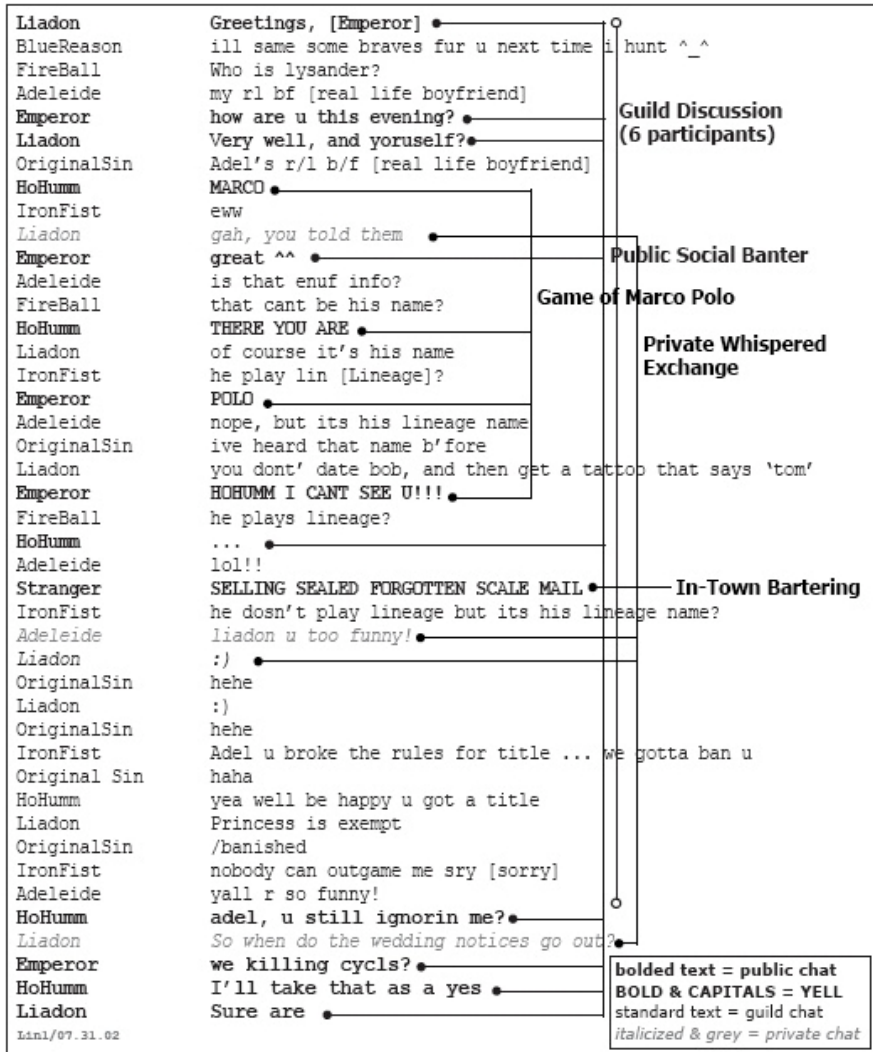 Liadon Greetings, [Emperor]
BlueReason ill same some braves fur u next time i hunt ^_^
FireBall Who is lysander?
Adeleide my rl bf [real life boyfriend]
Emperor how are u this evening?
Guild Discussion
(6 participants)
Liadon Very well, and yoruself?
OriginalSin Adel's r/l b/f [real life boyfriend]
HoHumm MARCO
IronFist eww
Liadon gah, you told them
Emperor great ^^
Public Social Banter
Adeleide is that enuf info?
FireBall that cant be his name?
Game of Marco Polo
HoHumm THERE YOU ARE
Liadon of course it's his name
Private Whispered
Exchange
IronFist he play lin [Lineage]?
Emperor POLO
Adeleide nope, but its his lineage name
OriginalSin ive heard that name b'fore
Liadon you dont' date bob, and then get a tattoo that says 'tom'
Emperor HOHUMM I CANT SEE U!!!
FireBall he plays lineage?
HoHumm ...
Adeleide lol!!
Stranger SELLING SEALED FORGOTTEN SCALE MAIL In-Town Bartering
IronFist he dosn't play lineage but its his lineage name?
Adeleide liadon u too funny!
Liadon :)
OriginalSin hehe
Liadon :)
OriginalSin hehe
IronFist Adel u broke the rules for title ... we gotta ban u
Original Sin haha
HoHumm yea well be happy u got a title
Liadon Princess is exempt
OriginalSin /banished
IronFist nobody can outgame me sry [sorry]
Adeleide yall r so funny!
HoHumm adel, u still ignorin me?
Liadon So when do the wedding notices go out?
Emperor we killing cycls?
HoHumm I'll take that as a yes
Liadon Sure are
Lin1/07.31.02
bolded text = public chat
BOLD & CAPITALS = YELL
standard text = guild chat
italicized & grey = private chat